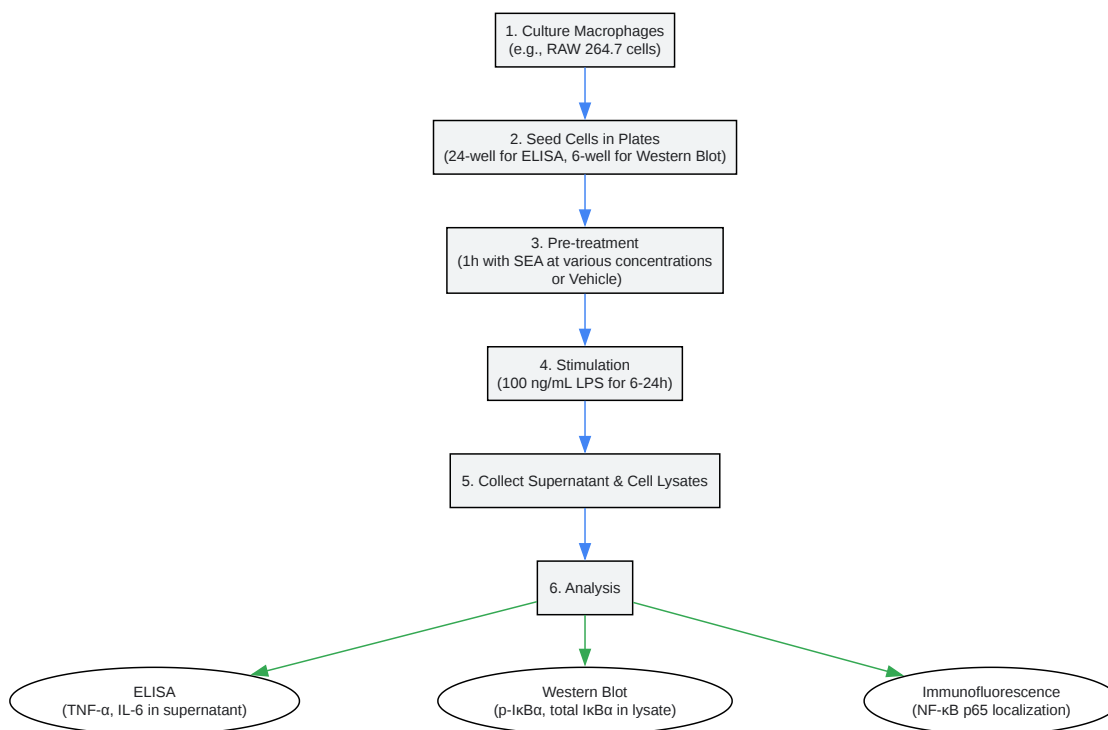 1. Culture Macrophages
(e.g., RAW 264.7 cells)
2. Seed Cells in Plates
(24-well for ELISA, 6-well for Western Blot)
3. Pre-treatment
(1h with SEA at various concentrations
or Vehicle)
4. Stimulation
(100 ng/mL LPS for 6-24h)
5. Collect Supernatant & Cell Lysates
6. Analysis
ELISA
(TNF-α, IL-6 in supernatant)
Western Blot
(p-IκBα, total IκBα in lysate)
Immunofluorescence
(NF-κB p65 localization)